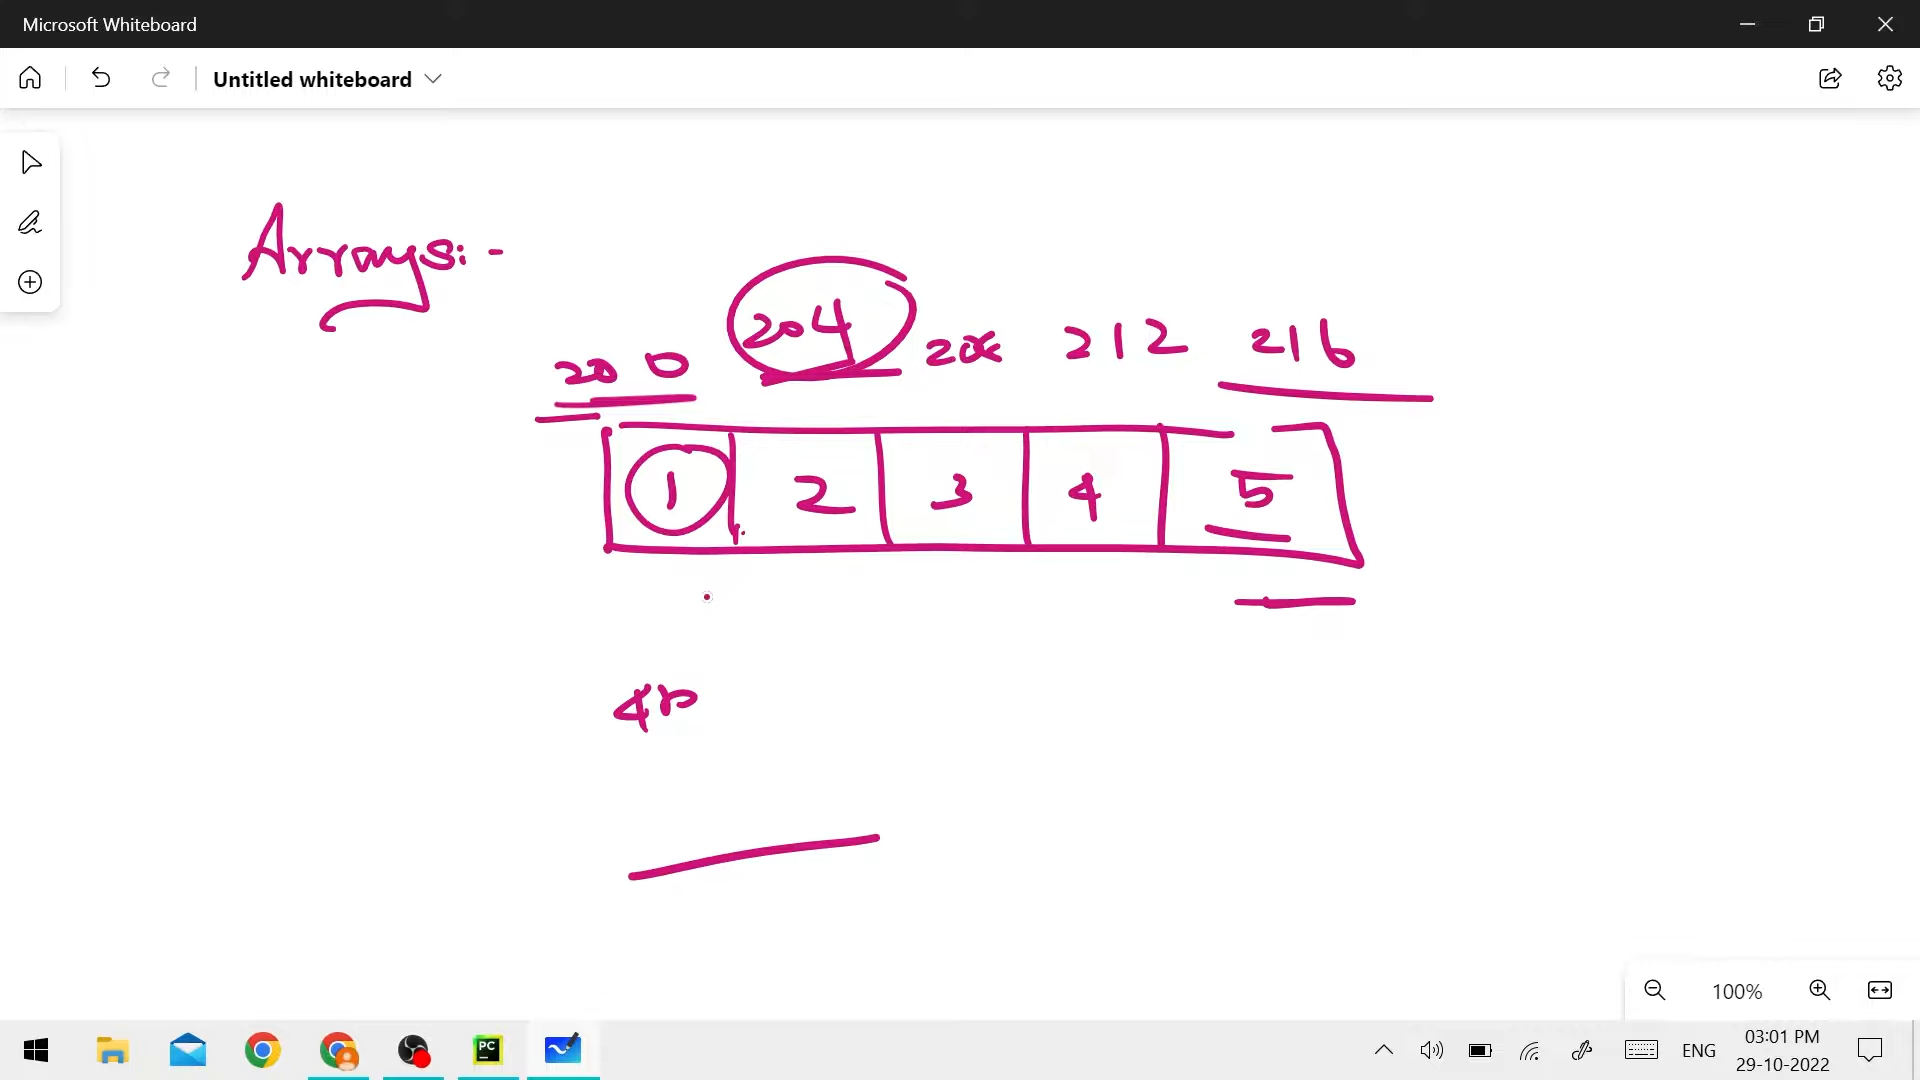 Microsoft Whiteboard
Untitled whiteboard
Arrays:-
200 204 208 212 216
1 2 3 4 5
100%
PC
ENG
03:01 PM
29-10-2022